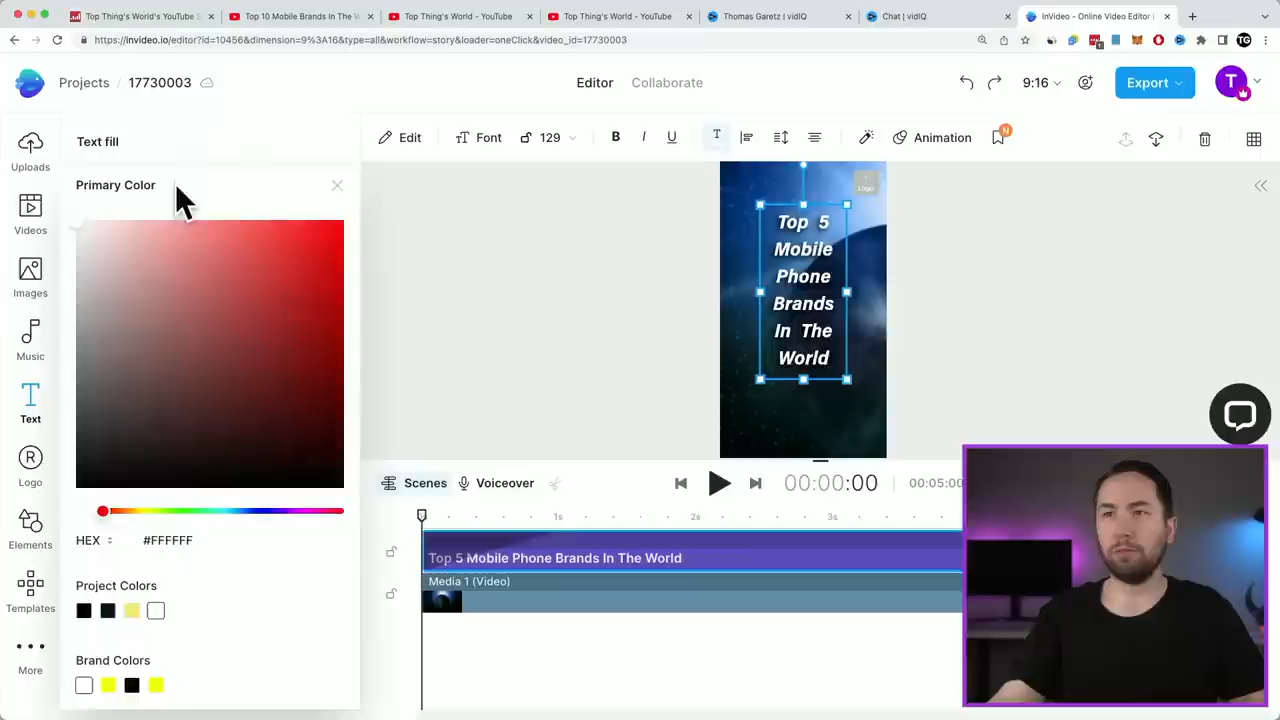 Top Thing's World's YouTube S
Top 10 Mobile Brands In The W
Top Thing's World - YouTube
Top Thing's World - YouTube
Thomas Garetz | vidIQ
Chat | vidIQ
InVideo - Online Video Editor |
https://invideo.io/editor?id=10456&dimension=9%3A16&type=all&workflow=story&loader=oneClick&video_id=17730003
TG
Projects / 17730003
Editor
Collaborate
9:16
Export
T
Uploads
Videos
Images
Music
Text
Logo
Elements
Templates
More
Text fill
Primary Color
HEX
#FFFFFF
Project Colors
Brand Colors
Edit
Font
129
B
I
U
T
Animation
N
Logo
Top 5
Mobile
Phone
Brands
In The
World
Scenes
Voiceover
00:00:00
00:05:00
1s
2s
3s
Top 5 Mobile Phone Brands In The World
Media 1 (Video)